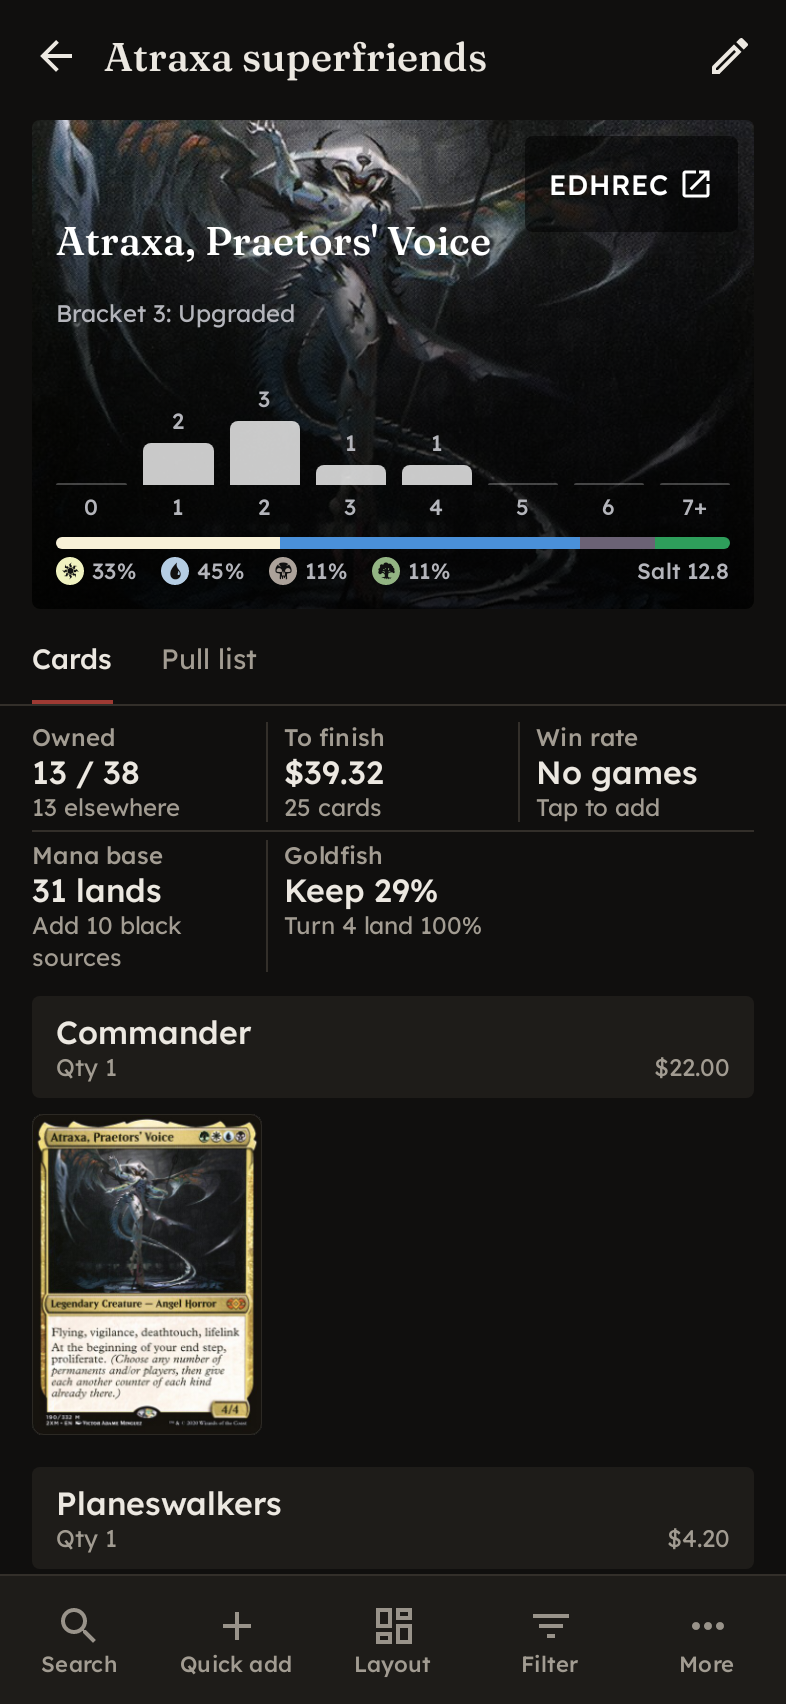 Atraxa superfriends
EDHREC
Atraxa, Praetors' Voice
Bracket 3: Upgraded
2
3
1
1
0
1
2
3
4
5
6
7+
33%
45%
11%
11%
Salt 12.8
Cards
Pull list
Owned
13 / 38
13 elsewhere
To finish
$39.32
25 cards
Win rate
No games
Tap to add
Mana base
31 lands
Add 10 black
sources
Goldfish
Keep 29%
Turn 4 land 100%
Commander
Qty 1
$22.00
Atraxa, Praetors' Voice
Legendary Creature — Angel Horror
Flying, vigilance, deathtouch, lifelink
At the beginning of your end step,
proliferate. (Choose any number of
permanents and/or players, then give
each another counter of each kind
already there.)
4/4
190/332 M
2XM • EN
Planeswalkers
Qty 1
$4.20
Search
Quick add
Layout
Filter
More